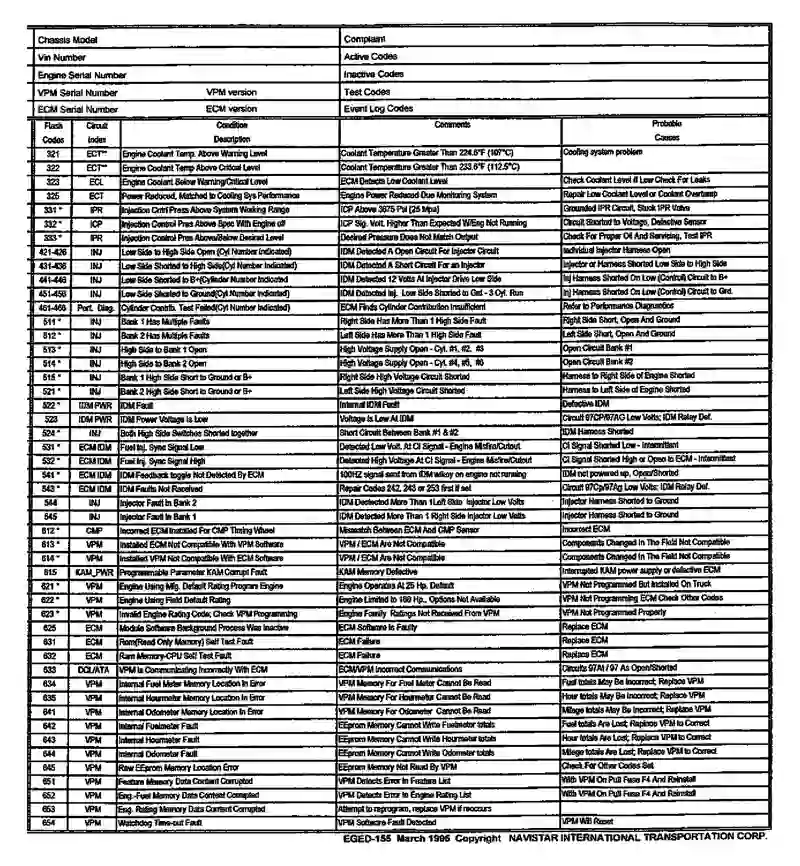 Chassis Model Complaint
Vin Number Active Codes
Engine Serial Number Inactive Codes
VPM Serial Number VPM version Test Codes
ECM Serial Number ECM version Event Log Codes
Flash Circuit Condition Comments Probable
Codes Index Description Causes
321 ECT** Engine Coolant Temp. Above Warning Level Coolant Temperature Greater Than 224.6°F (107°C) Cooling system problem
322 ECT** Engine Coolant Temp Above Critical Level Coolant Temperature Greater Than 233.6°F (112.5°C)
323 ECL Engine Coolant Below Warning/Critical Level ECM Detects Low Coolant Level Check Coolant Level If Low Check For Leaks
325 ECT Power Reduced, Matched to Cooling Sys Performance Engine Power Reduced Due Monitoring System Repair Low Coolant Level or Coolant Overtemp
331 * IPR Injection Cntrl Press Above System Working Range ICP Above 3675 Psi (25 Mpa) Grounded IPR Circuit, Stuck IPR Valve
332 * ICP Injection Control Pres Above Spec With Engine off ICP Sig. Volt. Higher Than Expected W/Eng Not Running Circuit Shorted to Voltage, Defective Sensor
333 * IPR Injection Control Pres Above/Below Desired Level Desired Pressure Does Not Match Output Check For Proper Oil And Servicing, Test IPR
421-426 INJ Low Side to High Side Open (Cyl Number Indicated) IDM Detected A Open Circuit For Injector Circuit Individual Injector Harness Open
431-436 INJ Low Side Shorted to High Side(Cyl Number Indicated) IDM Detected A Short Circuit For an Injector Injector or Harness Shorted Low Side to High Side
441-446 INJ Low Side Shorted to B+(Cylinder Number Indicated IDM Detected 12 Volts At Injector Drive Low Side Inj Harness Shorted On Low (Control) Circuit to B+
451-456 INJ Low Side Shorted to Ground(Cyl Number Indicated) IDM Detected Inj. Low Side Shorted to Grd - 3 Cyl. Run Inj Harness Shorted On Low (Control) Circuit to Grd.
461-466 Perf. Diag. Cylinder Contrib. Test Failed(Cyl Number Indicated) ECM Finds Cylinder Contribution Insufficient Refer to Performance Diagnostics
511 * INJ Bank 1 Has Multiple Faults Right Side Has More Than 1 High Side Fault Right Side Short, Open And Ground
512 * INJ Bank 2 Has Multiple Faults Left Side Has More Than 1 High Side Fault Left Side Short, Open And Ground
513 * INJ High Side to Bank 1 Open High Voltage Supply Open - Cyl. #1, #2, #3 Open Circuit Bank #1
514 * INJ High Side to Bank 2 Open High Voltage Supply Open - Cyl. #4, #5, #6 Open Circuit Bank #2
515 * INJ Bank 1 High Side Short to Ground or B+ Right Side High Voltage Circuit Shorted Harness to Right Side of Engine Shorted
521 * INJ Bank 2 High Side Short to Ground or B+ Left Side High Voltage Circuit Shorted Harness to Left Side of Engine Shorted
522 * IDM PWR IDM Fault Internal IDM Fault Defective IDM
523 IDM PWR IDM Power Voltage Is Low Voltage Is Low At IDM Circuit 97CP/97AG Low Volts; IDM Relay Def.
524 * INJ Both High Side Switches Shorted together Short Circuit Between Bank #1 & #2 IDM Harness Shorted
531 * ECM IDM Fuel Inj. Sync Signal Low Detected Low Volt. At CI Signal - Engine Misfire/Cutout CI Signal Shorted Low - Intermittent
532 * ECM IDM Fuel Inj. Sync Signal High Detected High Voltage At CI Signal - Engine Misfire/Cutout CI Signal Shorted High or Open to ECM - Intermittent
541 * ECM IDM IDM Feedback toggle Not Detected By ECM 100HZ signal sent from IDM w/key on engine not running IDM not powered up, Open/Shorted
543 * ECM IDM IDM Faults Not Received Repair Codes 242, 243 or 253 first if set Circuit 97Cp/97Ag Low Volts; IDM Relay Def.
544 INJ Injector Fault In Bank 2 IDM Dectected More Than 1Left Side Injector Low Volts Injector Harness Shorted to Ground
545 INJ Injector Fault In Bank 1 IDM Detected More Than 1 Right Side Injector Low Volts Injector Harness Shorted to Ground
612 * CMP Incorrect ECM Installed For CMP Timing Wheel Mismatch Between ECM And CMP Sensor Incorrect ECM
613 * VPM Installed ECM Not Compatible With VPM Software VPM / ECM Are Not Compatible Components Changed In The Field Not Compatible
614 * VPM Installed VPM Not Compatible With ECM Software VPM / ECM Are Not Compatible Components Changed In The Field Not Compatible
615 KAM_PWR Programmable Parameter KAM Corrupt Fault KAM Memory Defective Interrupted KAM power supply or defective ECM
621 * VPM Engine Using Mfg. Default Rating Program Engine Engine Operates At 25 Hp. Default VPM Not Programmed But Installed On Truck
622 * VPM Engine Using Field Default Rating Engine Limited to 160 Hp., Options Not Available VPM Not Programming ECM Check Other Codes
623 * VPM Invalid Engine Rating Code; Check VPM Programming Engine Family Ratings Not Received From VPM VPM Not Programmed Properly
625 ECM Module Software Background Process Was Inactive ECM Software Is Faulty Replace ECM
631 ECM Rom(Read Only Memory) Self Test Fault ECM Failure Replace ECM
632 ECM Ram Memory-CPU Self Test Fault ECM Failure Replace ECM
633 DCL/ATA VPM Is Communicating Incorrectly With ECM ECM/VPM Incorrect Communications Circuits 97At / 97 As Open/Shorted
634 VPM Internal Fuel Meter Memory Location In Error VPM Memory For Fuel Meter Cannot Be Read Fuel totals May Be Incorrect; Replace VPM
635 VPM Internal Hourmeter Memory Location In Error VPM Memory For Hourmeter Cannot Be Read Hour totals May Be Incorrect; Replace VPM
641 VPM Internal Odometer Memory Location In Error VPM Memory For Odometer Cannot Be Read Milage totals May Be Incorrect; Replace VPM
642 VPM Internal Fuelmeter Fault EEprom Memory Cannot Write Fuelmeter totals Fuel totals Are Lost; Replace VPM to Correct
643 VPM Internal Hourmeter Fault EEprom Memory Cannot Write Hourmeter totals Hour totals Are Lost; Replace VPM to Correct
644 VPM Internal Odometer Fault EEprom Memory Cannot Write Odometer totals Milege totals Are Lost; Replace VPM to Correct
645 VPM Raw EEprom Memory Location Error EEprom Memory Not Read By VPM Check For Other Codes Set
651 VPM Feature Memory Data Content Corrupted VPM Detects Error In Feature List With VPM On Pull Fuse F4 And Reinstall
652 VPM Eng.-Fuel Memory Data Content Corrupted VPM Detects Error In Engine Rating List With VPM On Pull Fuse F4 And Reinstall
653 VPM Eng. Rating Memory Data Content Corrupted Attempt to reprogram, replace VPM if reoccurs
654 VPM Watchdog Time-out Fault VPM Software Fault Detected VPM Will Reset
EGED-155 March 1996 Copyright NAVISTAR INTERNATIONAL TRANSPORTATION CORP.